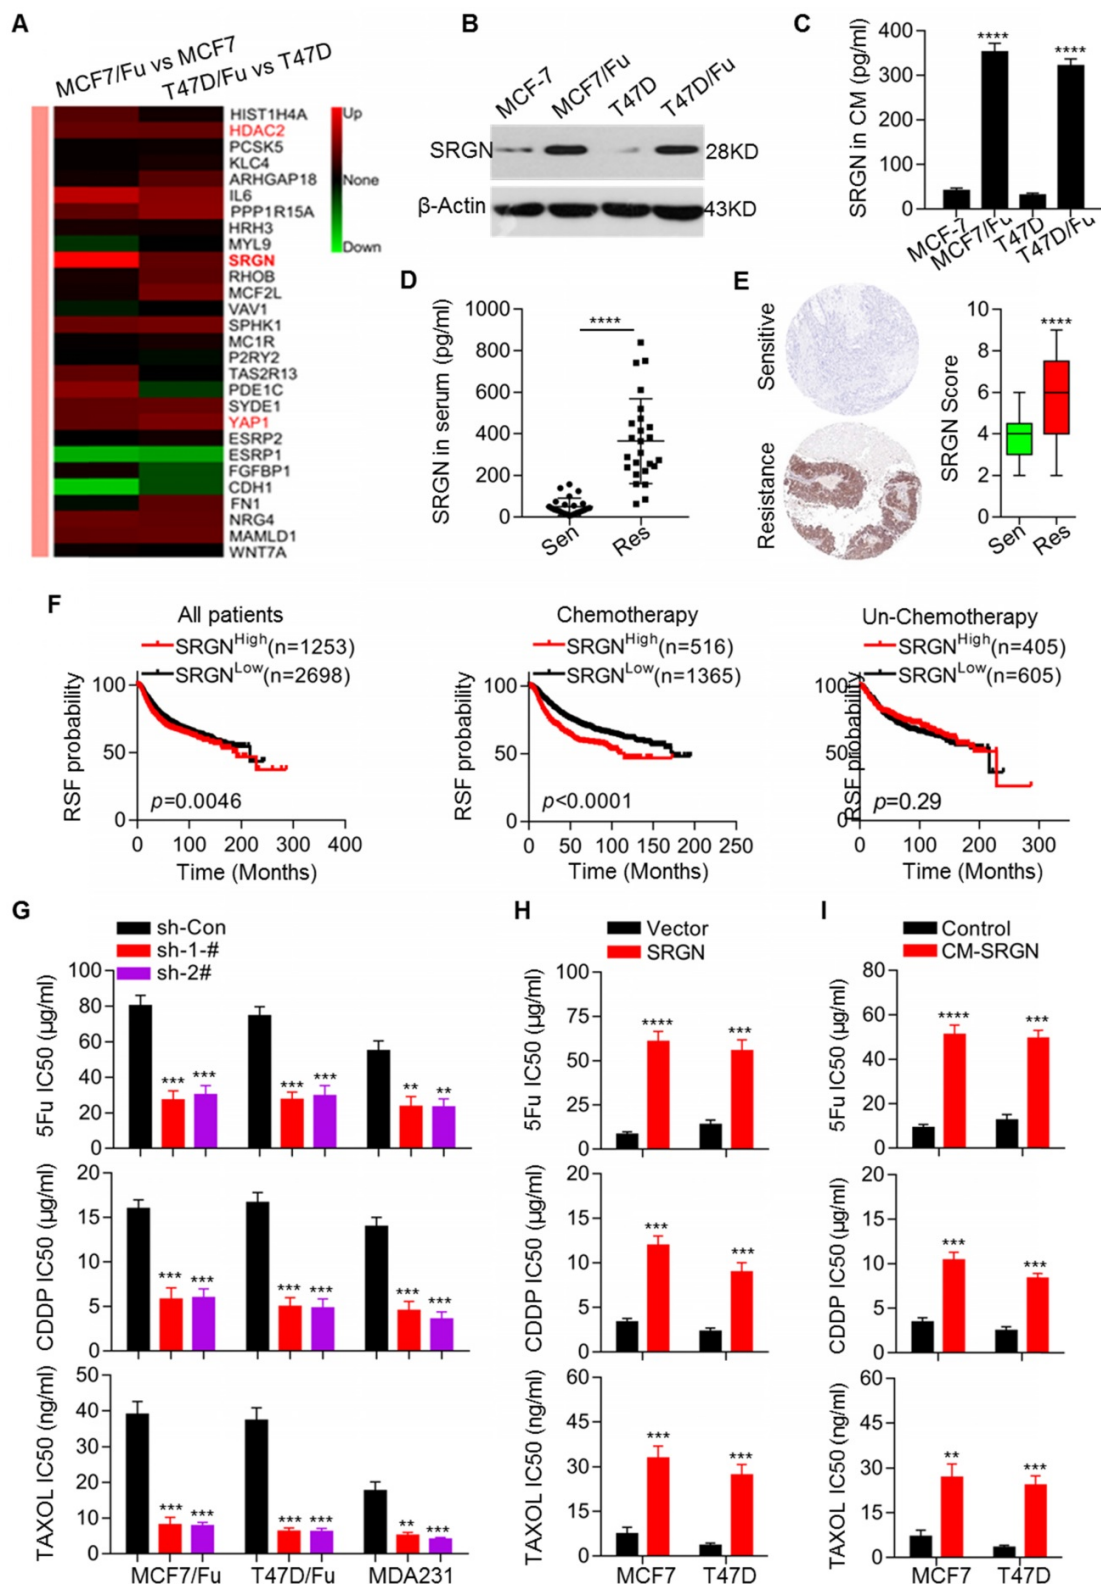 A
MCF7/Fu vs MCF7
T47D/Fu vs T47D
HIST1H4A
HDAC2
PCSK5
KLC4
ARHGAP18
IL6
PPP1R15A
HRH3
MYL9
SRGN
RHOB
MCF2L
VAV1
SPHK1
MC1R
P2RY2
TAS2R13
PDE1C
SYDE1
YAP1
ESRP2
ESRP1
FGFBP1
CDH1
FN1
NRG4
MAMLD1
WNT7A
Up
None
Down
B
MCF-7
MCF7/Fu
T47D
T47D/Fu
SRGN
28KD
β-Actin
43KD
C
SRGN in CM (pg/ml)
400
300
200
100
0
****
****
MCF-7
MCF7/Fu
T47D
T47D/Fu
D
SRGN in serum (pg/ml)
1000
800
600
400
200
0
****
Sen
Res
E
Sensitive
Resistance
SRGN Score
10
8
6
4
2
0
****
Sen
Res
F
All patients
SRGNHigh(n=1253)
SRGNLow(n=2698)
RSF probability
100
50
0
p=0.0046
0 100 200 300 400
Time (Months)
Chemotherapy
SRGNHigh(n=516)
SRGNLow(n=1365)
RSF probability
100
50
0
p<0.0001
0 50 100 150 200 250
Time (Months)
Un-Chemotherapy
SRGNHigh(n=405)
SRGNLow(n=605)
RSF probability
100
50
0
p=0.29
0 100 200 300
Time (Months)
G
sh-Con
sh-1-#
sh-2#
5Fu IC50 (μg/ml)
100
80
60
40
20
0
*** *** *** *** ** **
CDDP IC50 (μg/ml)
20
15
10
5
0
*** *** *** *** *** ***
TAXOL IC50 (ng/ml)
50
40
30
20
10
0
*** *** *** *** ** ***
MCF7/Fu T47D/Fu MDA231
H
Vector
SRGN
5Fu IC50 (μg/ml)
100
75
50
25
0
**** ***
CDDP IC50 (μg/ml)
20
15
10
5
0
*** ***
TAXOL IC50 (ng/ml)
60
45
30
15
0
*** ***
MCF7 T47D
I
Control
CM-SRGN
5Fu IC50 (μg/ml)
80
60
40
20
0
**** ***
CDDP IC50 (μg/ml)
20
15
10
5
0
*** ***
TAXOL IC50 (ng/ml)
60
45
30
15
0
** ***
MCF7 T47D